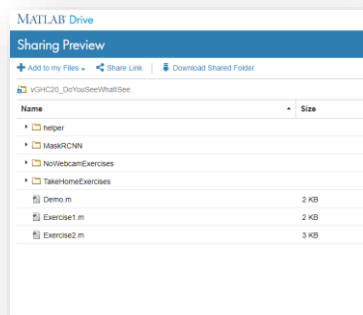 MATLAB Drive
Sharing Preview
Add to my Files Share Link Download Shared Folder
vGHC20_DoYouSeeWhatISee
Name Size
helper
MaskRCNN
NoWebcamExercises
TakeHomeExercises
Demo.m 2 KB
Exercise1.m 2 KB
Exercise2.m 3 KB